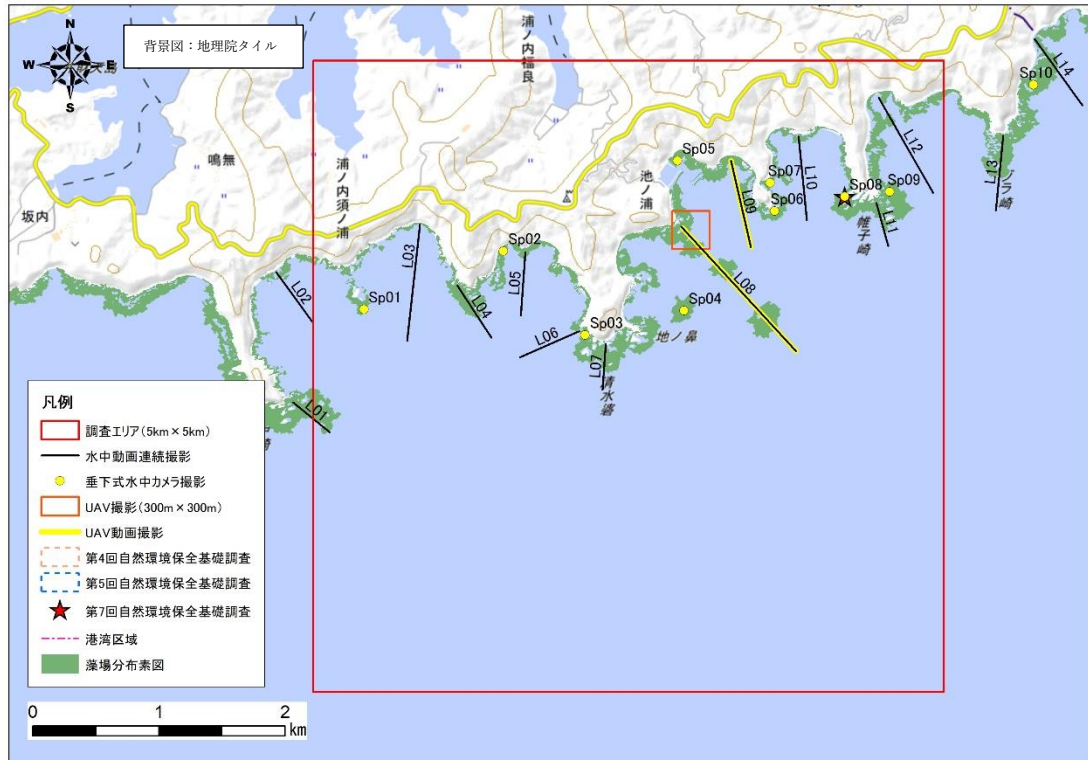 N
W
E
S
背景図：地理院タイル
浦ノ内福良
鳴無
坂内
浦ノ内須ノ浦
池ノ浦
Sp10
L14
Sp05
L12
Sp07
L10
L13
ノラ崎
Sp08
Sp09
L09
Sp06
L11
帷子崎
L03
Sp02
L02
L05
L08
Sp01
L04
Sp04
L06
Sp03
地ノ鼻
L07
清水碆
L01
崎
凡例
調査エリア(5km×5km)
水中動画連続撮影
垂下式水中カメラ撮影
UAV撮影(300m×300m)
UAV動画撮影
第4回自然環境保全基礎調査
第5回自然環境保全基礎調査
第7回自然環境保全基礎調査
港湾区域
藻場分布素図
0 1 2
km